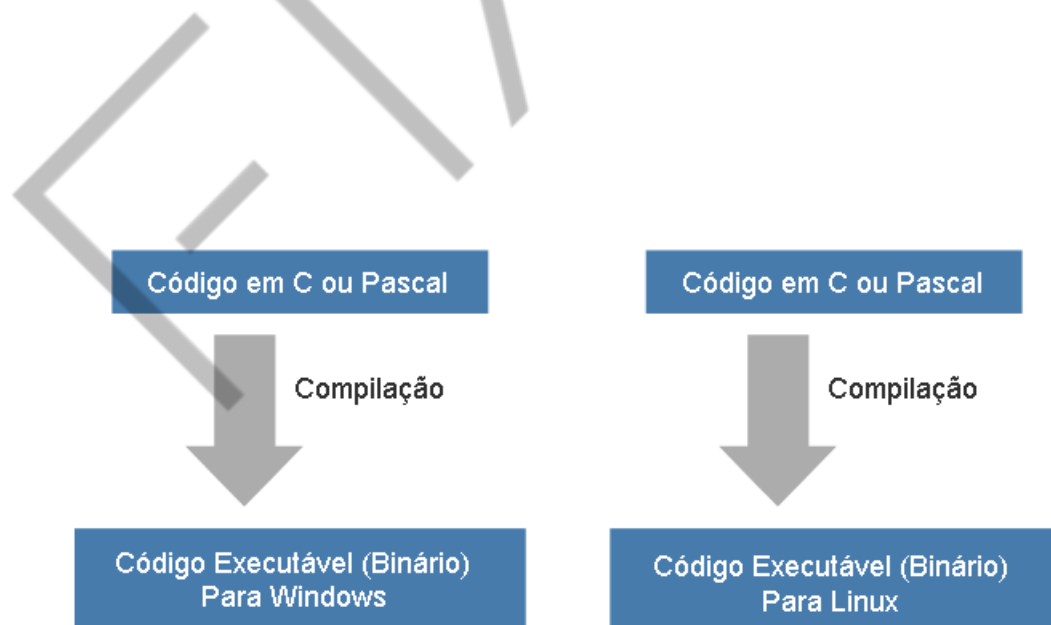 Código em C ou Pascal
Código em C ou Pascal
Compilação
Compilação
Código Executável (Binário)
Para Windows
Código Executável (Binário)
Para Linux